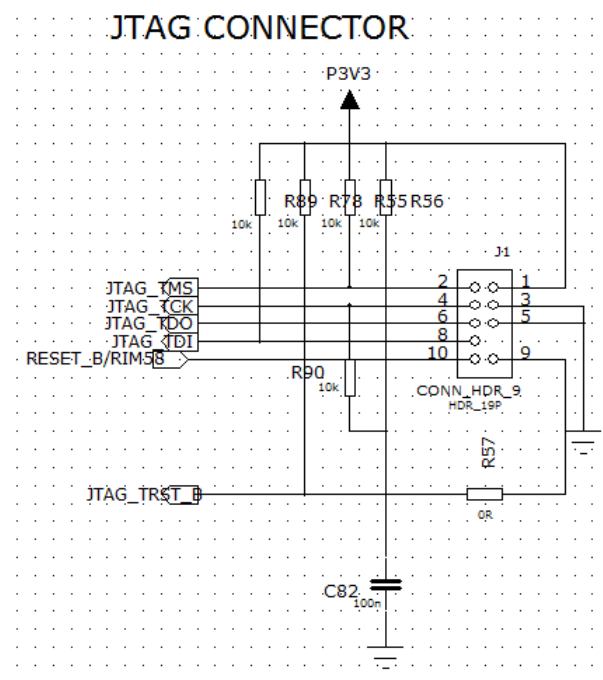 JTAG CONNECTOR
P3V3
R89 R78 R55 R56
10k 10k 10k 10k
J1
JTAG_TMS 2 1
JTAG_TCK 4 3
JTAG_TDO 6 5
JTAG_TDI 8
RESET_B/RIM58 10 9
R90
10k
CONN_HDR_9
HDR_19P
R57
JTAG_TRST_B
0R
C82
100n